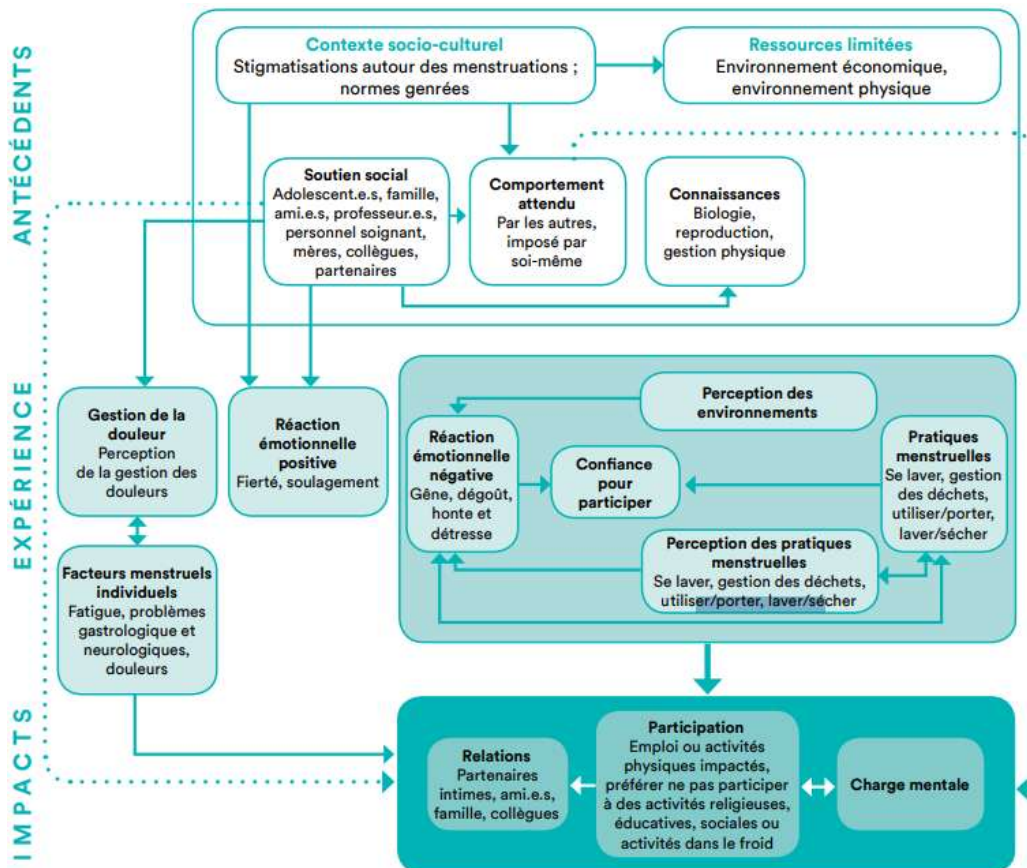 ANTÉCÉDENTS
Contexte socio-culturel
Stigmatisations autour des menstruations ;
normes genrées
Ressources limitées
Environnement économique,
environnement physique
Soutien social
Adolescent.e.s, famille,
ami.e.s, professeur.e.s,
personnel soignant,
mères, collègues,
partenaires
Comportement
attendu
Par les autres,
imposé par
soi-même
Connaissances
Biologie,
reproduction,
gestion physique
EXPÉRIENCE
Gestion de la
douleur
Perception
de la gestion des
douleurs
Réaction
émotionnelle
positive
Fierté, soulagement
Perception des
environnements
Réaction
émotionnelle
négative
Gêne, dégoût,
honte et
détresse
Confiance
pour
participer
Pratiques
menstruelles
Se laver, gestion
des déchets,
utiliser/porter,
laver/sécher
Perception des pratiques
menstruelles
Se laver, gestion des déchets,
utiliser/porter, laver/sécher
Facteurs menstruels
individuels
Fatigue, problèmes
gastrologique et
neurologiques,
douleurs
IMPACTS
Relations
Partenaires
intimes, ami.e.s,
famille, collègues
Participation
Emploi ou activités
physiques impactés,
préférer ne pas participer
à des activités religieuses,
éducatives, sociales ou
activités dans le froid
Charge mentale